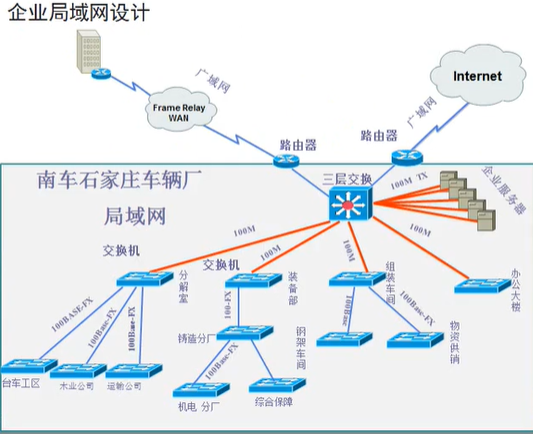 企业局域网设计
广域网
Frame Relay
WAN
Internet
广域网
路由器
路由器
南车石家庄车辆厂
局域网
三层交换
100M TX
企业服务器
100M
100M
100M
100M
交换机
分解室
交换机
装备部
组装车间
办公大楼
100BASE-FX
100Base-FX
100Base-FX
100-FX
100Base
100Base-FX
铸造分厂
钢架车间
物资供销
100Base-FX
台车工区
木业公司
运输公司
机电 分厂
综合保障